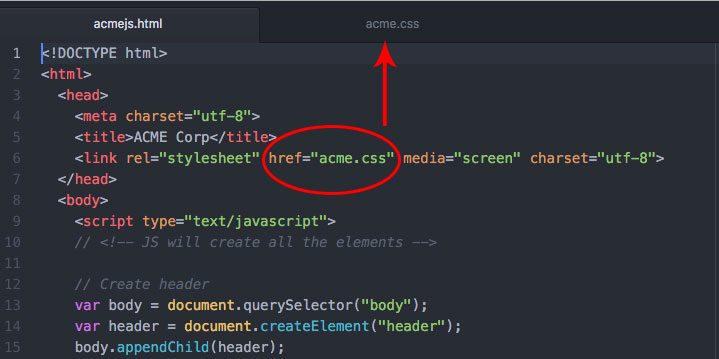 acmejs.html acme.css
1 <!DOCTYPE html>
2 <html>
3 <head>
4 <meta charset="utf-8">
5 <title>ACME Corp</title>
6 <link rel="stylesheet" href="acme.css" media="screen" charset="utf-8">
7 </head>
8 <body>
9 <script type="text/javascript">
10 // <!-- JS will create all the elements -->
11
12 // Create header
13 var body = document.querySelector("body");
14 var header = document.createElement("header");
15 body.appendChild(header);